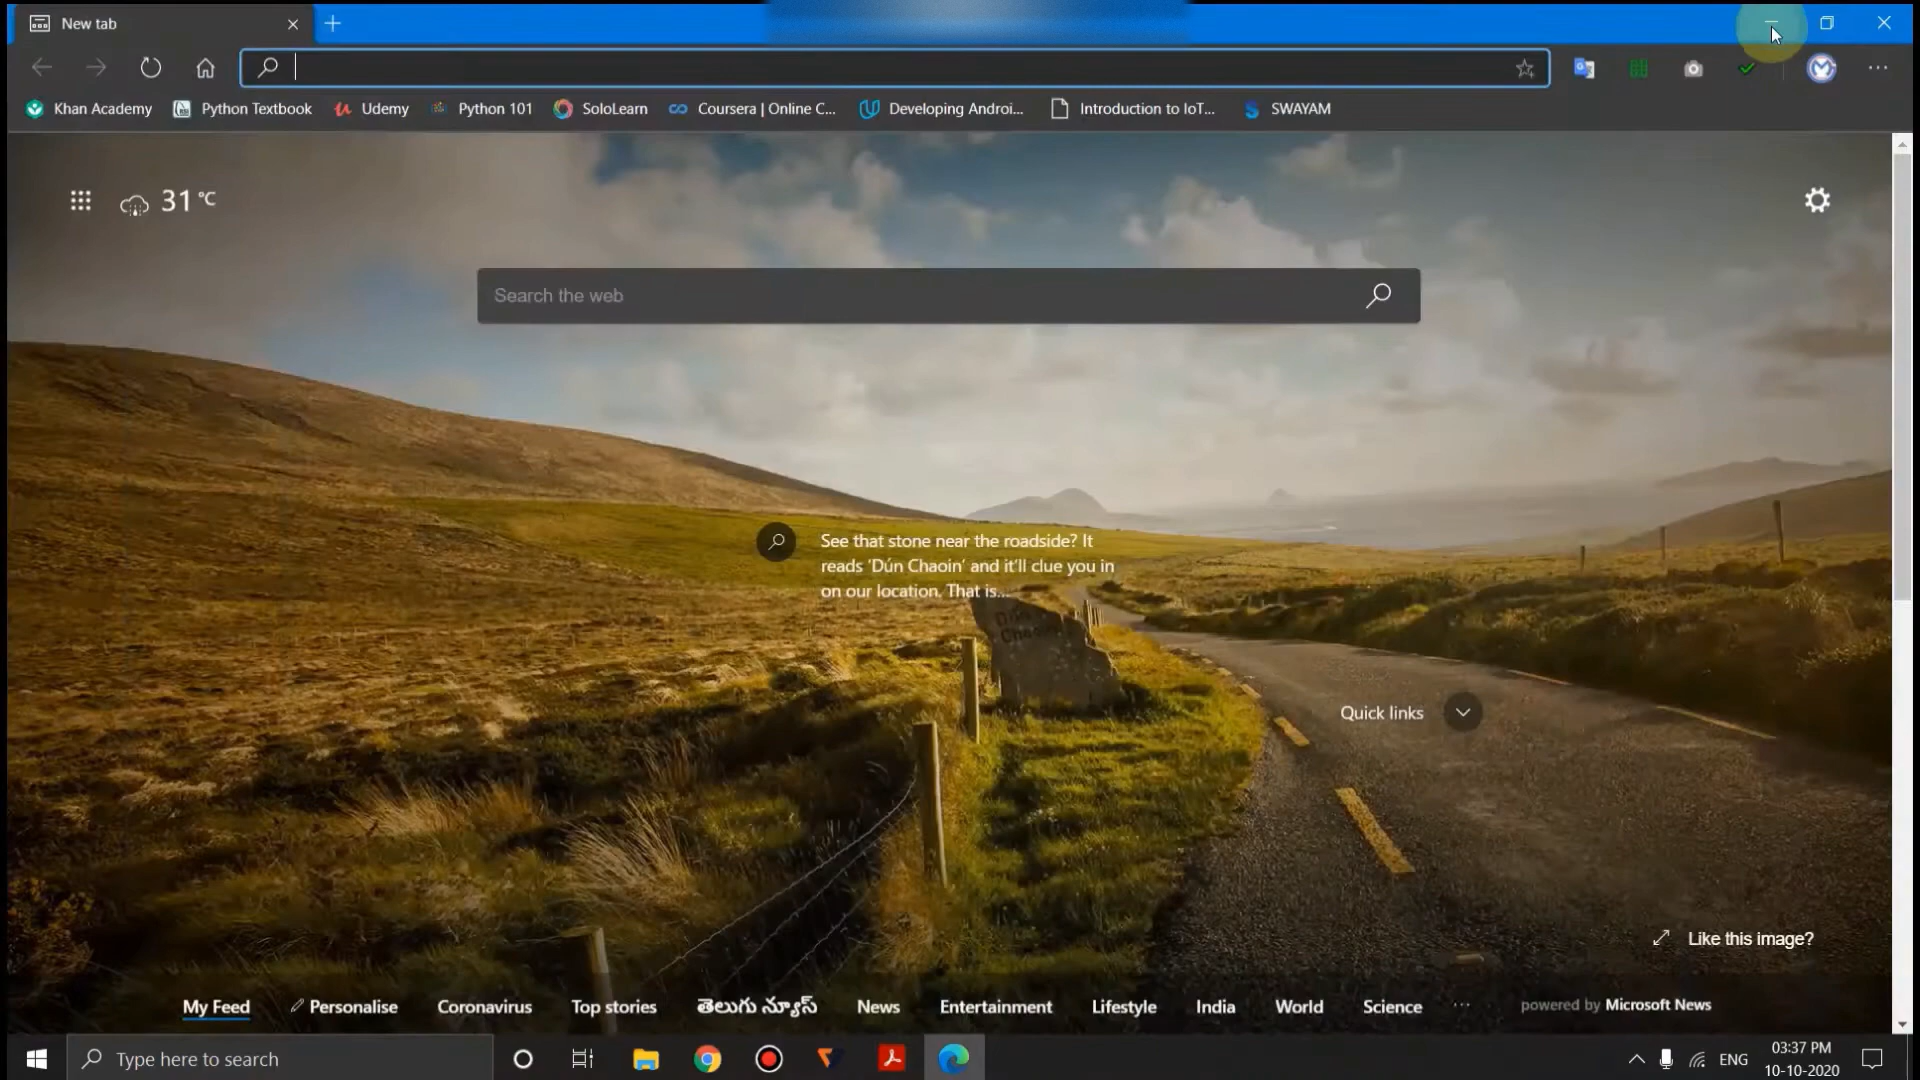 New tab
Khan Academy
Python Textbook
Udemy
Python 101
SoloLearn
Coursera | Online C...
Developing Androi...
Introduction to IoT...
SWAYAM
31 °C
Search the web
See that stone near the roadside? It
reads ‘Dún Chaoin’ and it'll clue you in
on our location. That is...
Dún
Chaoin
Quick links
Like this image?
My Feed
Personalise
Coronavirus
Top stories
తెలుగు న్యూస్
News
Entertainment
Lifestyle
India
World
Science
powered by Microsoft News
Type here to search
ENG
03:37 PM
10-10-2020